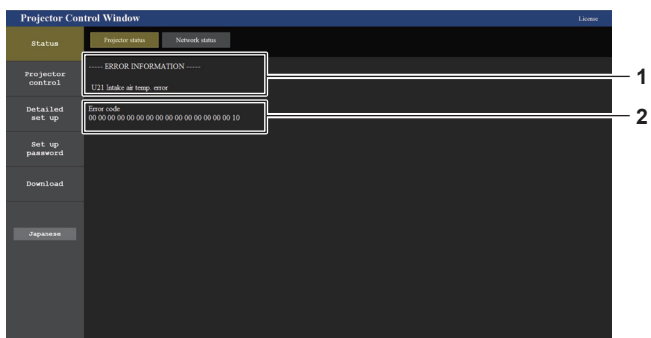 Projector Control Window
License
Status
Projector status
Network status
----- ERROR INFORMATION -----
U21 Intake air temp. error
1
Projector
control
Error code
00 00 00 00 00 00 00 00 00 00 00 00 00 00 00 10
2
Detailed
set up
Set up
password
Download
Japanese